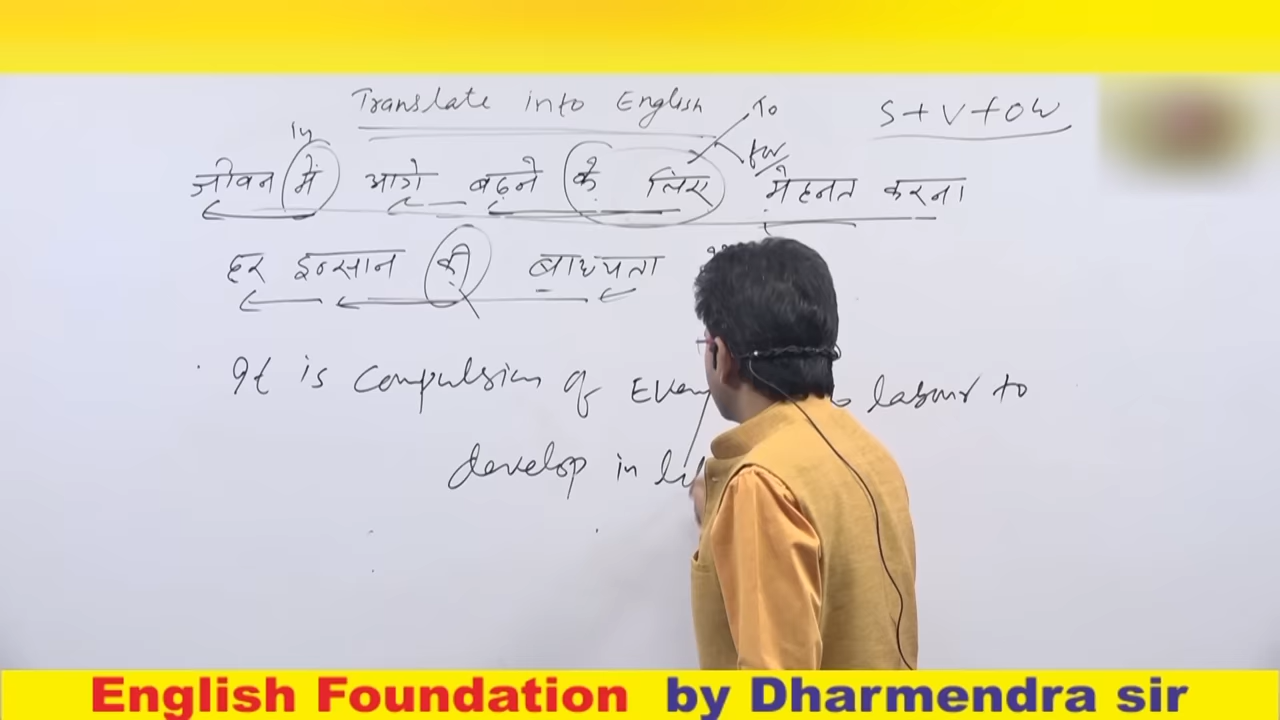 Translate into English
To
S + V + OW
In
for
जीवन में आगे बढ़ने के लिए मेहनत करना
हर इन्सान की बाध्यता
It is Compulsion of Every labour to
develop in
English Foundation by Dharmendra sir